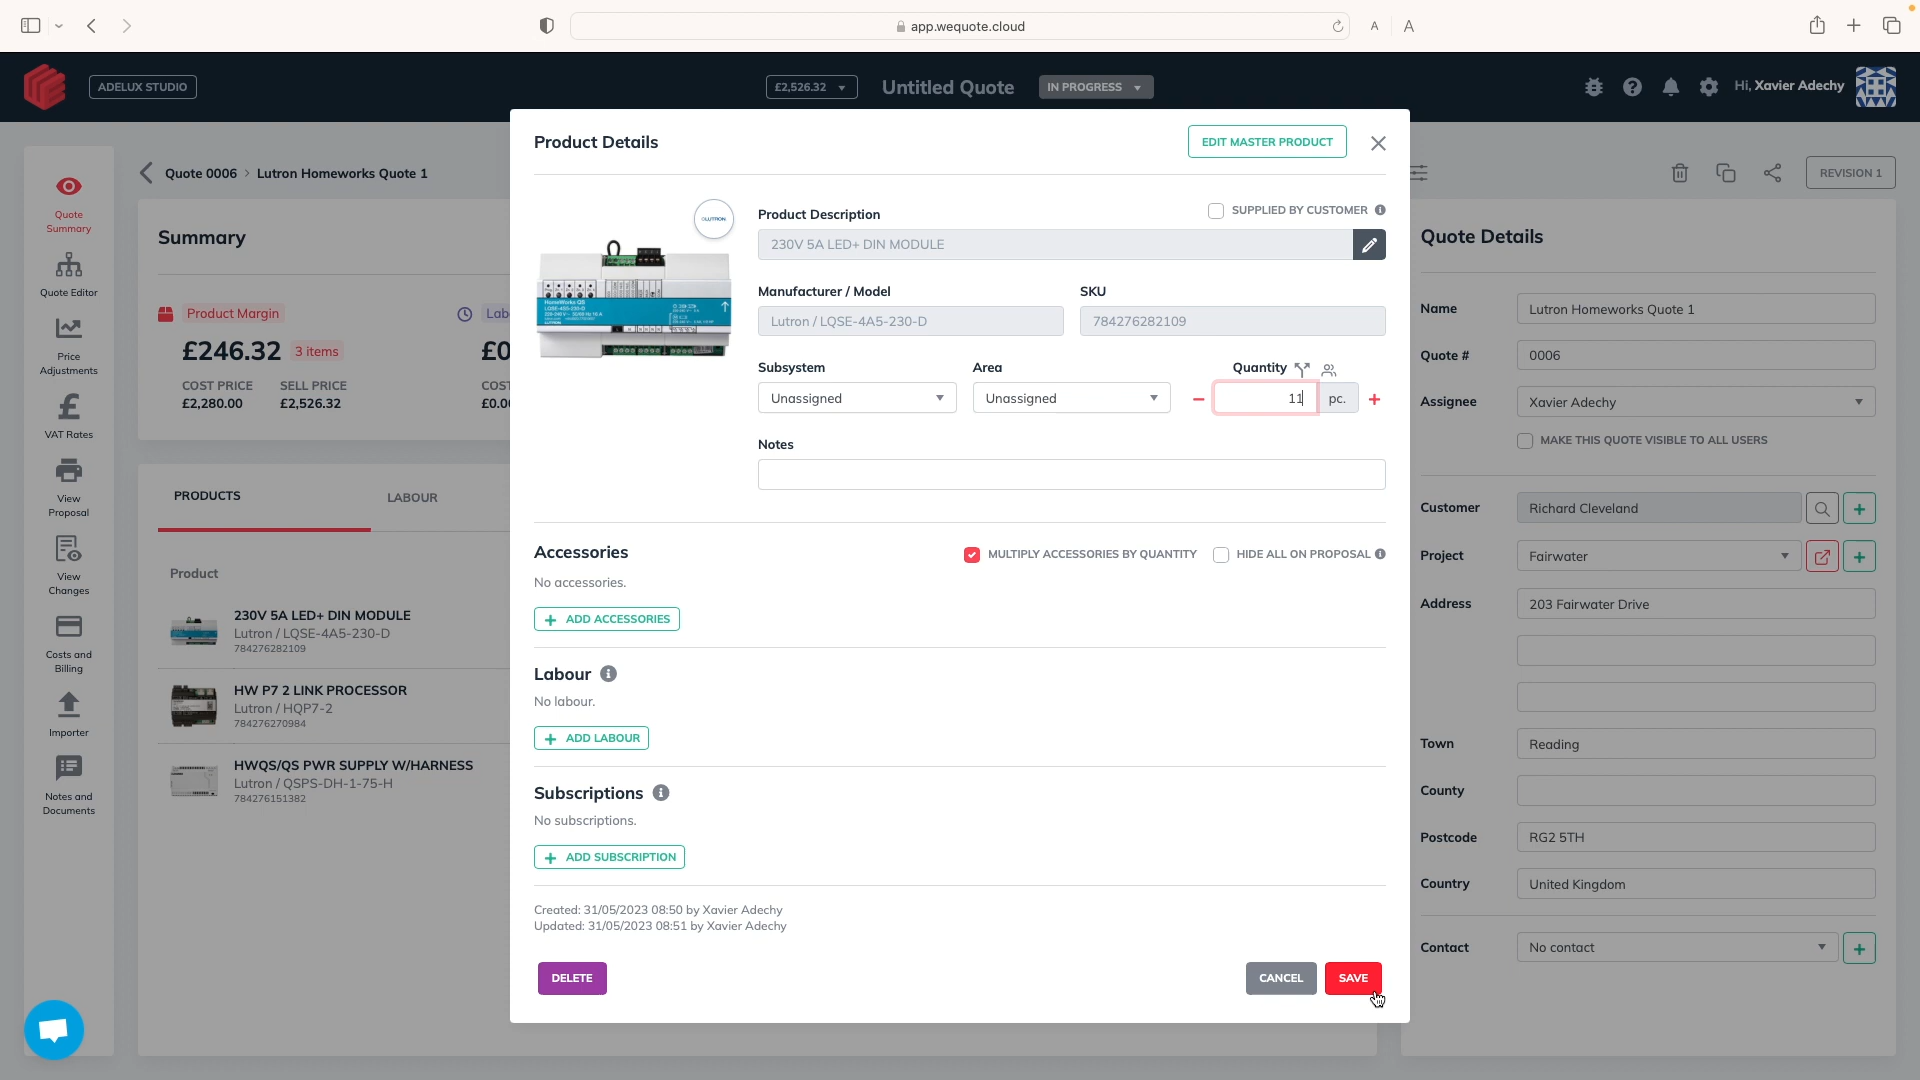 app.wequote.cloud
A
A
ADELUX STUDIO
£2,526.32
Untitled Quote
IN PROGRESS
Hi, Xavier Adechy
Quote Summary
Quote Editor
Price Adjustments
VAT Rates
View Proposal
View Changes
Costs and Billing
Importer
Notes and Documents
Quote 0006 > Lutron Homeworks Quote 1
Summary
Product Margin
£246.32
3 items
COST PRICE
SELL PRICE
£2,280.00
£2,526.32
Lab
£0
COST
£0.0
PRODUCTS
LABOUR
Product
230V 5A LED+ DIN MODULE
Lutron / LQSE-4A5-230-D
784276282109
HW P7 2 LINK PROCESSOR
Lutron / HQP7-2
784276270984
HWQS/QS PWR SUPPLY W/HARNESS
Lutron / QSPS-DH-1-75-H
784276151382
Product Details
EDIT MASTER PRODUCT
LUTRON
HomeWorks QS
Product Description
SUPPLIED BY CUSTOMER
230V 5A LED+ DIN MODULE
Manufacturer / Model
SKU
Lutron / LQSE-4A5-230-D
784276282109
Subsystem
Area
Quantity
Unassigned
Unassigned
11
pc.
Notes
Accessories
MULTIPLY ACCESSORIES BY QUANTITY
HIDE ALL ON PROPOSAL
No accessories.
ADD ACCESSORIES
Labour
No labour.
ADD LABOUR
Subscriptions
No subscriptions.
ADD SUBSCRIPTION
Created: 31/05/2023 08:50 by Xavier Adechy
Updated: 31/05/2023 08:51 by Xavier Adechy
DELETE
CANCEL
SAVE
REVISION 1
Quote Details
Name
Lutron Homeworks Quote 1
Quote #
0006
Assignee
Xavier Adechy
MAKE THIS QUOTE VISIBLE TO ALL USERS
Customer
Richard Cleveland
Project
Fairwater
Address
203 Fairwater Drive
Town
Reading
County
Postcode
RG2 5TH
Country
United Kingdom
Contact
No contact